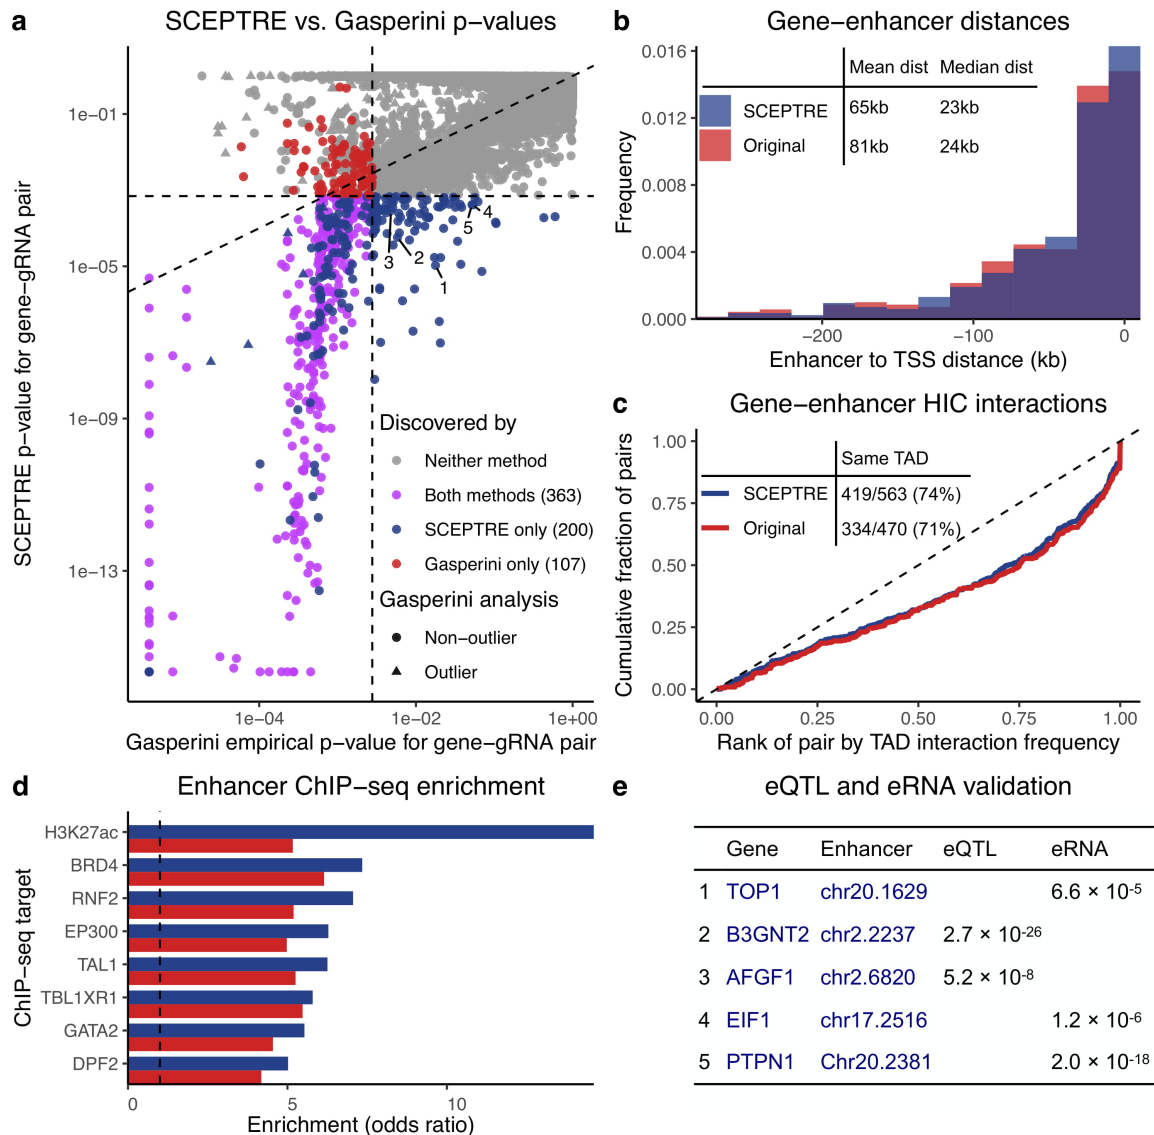 a
SCEPTRE vs. Gasperini p−values
SCEPTRE p−value for gene−gRNA pair
1e−01
1e−05
1e−09
1e−13
1e−04
1e−02
1e+00
Gasperini empirical p−value for gene−gRNA pair
4
5
3
2
1
Discovered by
Neither method
Both methods (363)
SCEPTRE only (200)
Gasperini only (107)
Gasperini analysis
Non−outlier
Outlier
b
Gene−enhancer distances
Frequency
0.016
0.012
0.008
0.004
0.000
Mean dist Median dist
SCEPTRE 65kb 23kb
Original 81kb 24kb
−200
−100
0
Enhancer to TSS distance (kb)
c
Gene−enhancer HIC interactions
Cumulative fraction of pairs
1.00
0.75
0.50
0.25
0.00
Same TAD
SCEPTRE 419/563 (74%)
Original 334/470 (71%)
0.00
0.25
0.50
0.75
1.00
Rank of pair by TAD interaction frequency
d
Enhancer ChIP−seq enrichment
ChIP−seq target
H3K27ac
BRD4
RNF2
EP300
TAL1
TBL1XR1
GATA2
DPF2
0
5
10
Enrichment (odds ratio)
e
eQTL and eRNA validation
Gene Enhancer eQTL eRNA
1 TOP1 chr20.1629 6.6 × 10-5
2 B3GNT2 chr2.2237 2.7 × 10-26
3 AFGF1 chr2.6820 5.2 × 10-8
4 EIF1 chr17.2516 1.2 × 10-6
5 PTPN1 Chr20.2381 2.0 × 10-18